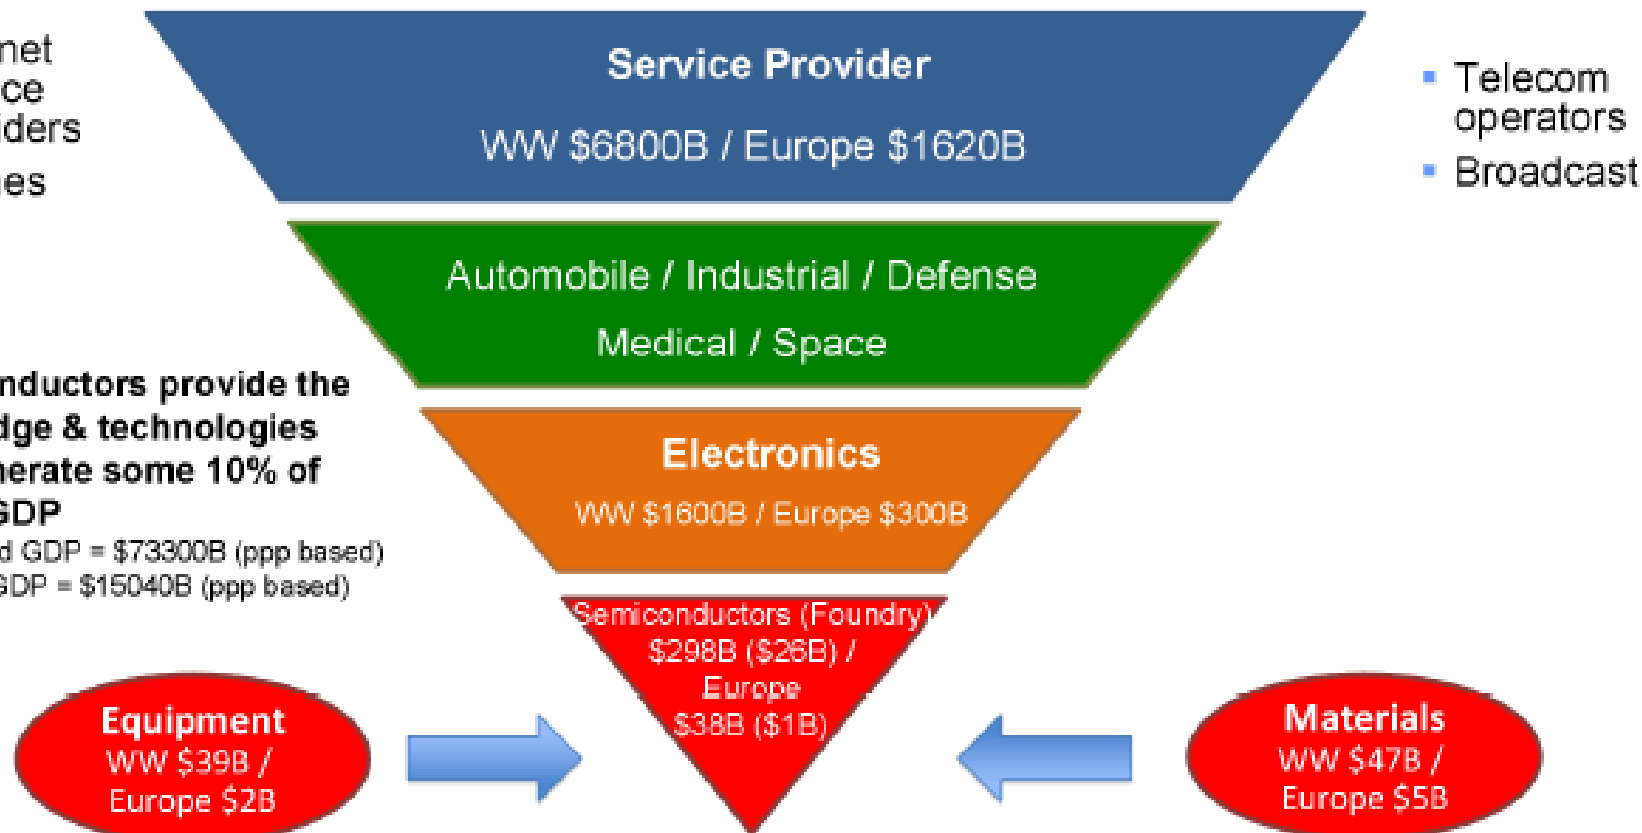 net
ce
iders
nes
Service Provider
WW $6800B / Europe $1620B
Telecom
operators
Broadcast
Automobile / Industrial / Defense
Medical / Space
nductors provide the
dge & technologies
nerate some 10% of
GDP
d GDP = $73300B (ppp based)
GDP = $15040B (ppp based)
Electronics
WW $1600B / Europe $300B
Semiconductors (Foundry)
$298B ($26B) /
Europe
$38B ($1B)
Equipment
WW $39B /
Europe $2B
Materials
WW $47B /
Europe $5B